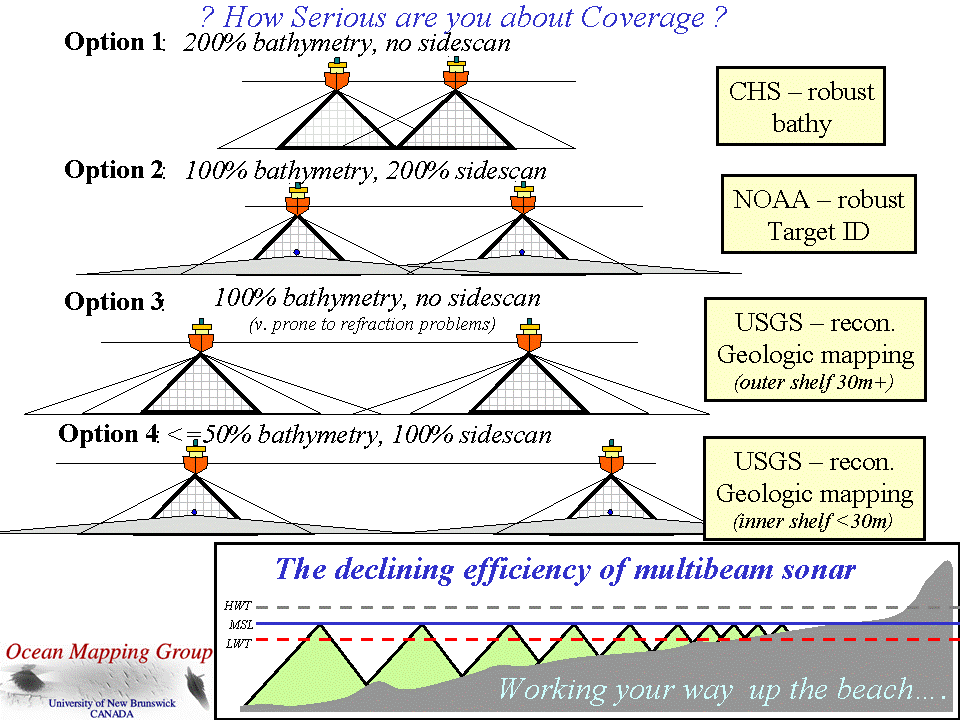 ? How Serious are you about Coverage ?
Option 1: 200% bathymetry, no sidescan
CHS – robust
bathy
Option 2: 100% bathymetry, 200% sidescan
NOAA – robust
Target ID
Option 3: 100% bathymetry, no sidescan
(v. prone to refraction problems)
USGS – recon.
Geologic mapping
(outer shelf 30m+)
Option 4: <=50% bathymetry, 100% sidescan
USGS – recon.
Geologic mapping
(inner shelf <30m)
The declining efficiency of multibeam sonar
HWT
MSL
LWT
Working your way up the beach….
Ocean Mapping Group
University of New Brunswick
CANADA